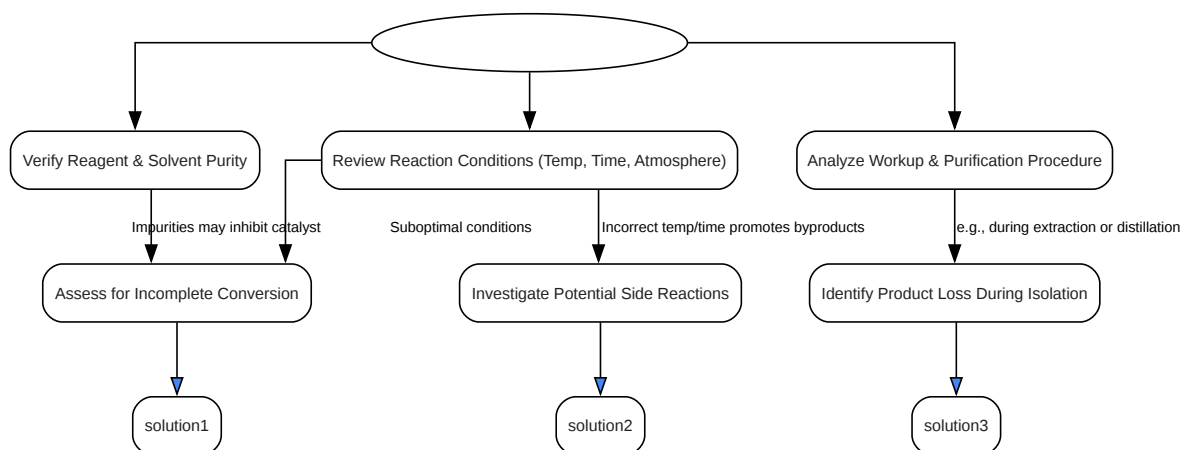 Verify Reagent & Solvent Purity
Review Reaction Conditions (Temp, Time, Atmosphere)
Analyze Workup & Purification Procedure
Impurities may inhibit catalyst
Suboptimal conditions
Incorrect temp/time promotes byproducts
e.g., during extraction or distillation
Assess for Incomplete Conversion
Investigate Potential Side Reactions
Identify Product Loss During Isolation
solution1
solution2
solution3